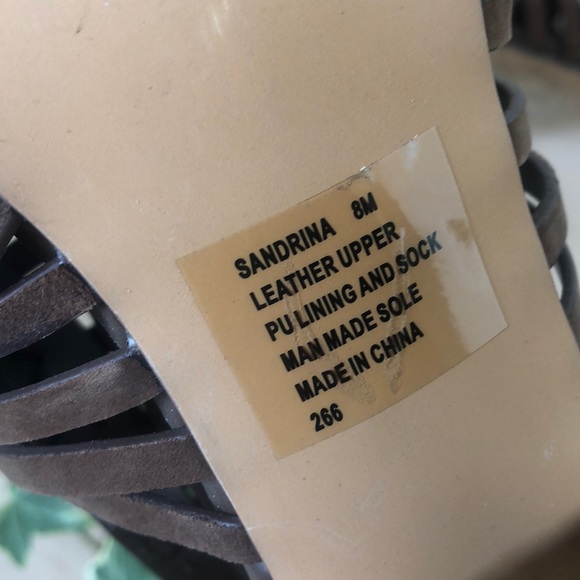 SANDRINA 8M
LEATHER UPPER
PU LINING AND SOCK
MAN MADE SOLE
MADE IN CHINA
266